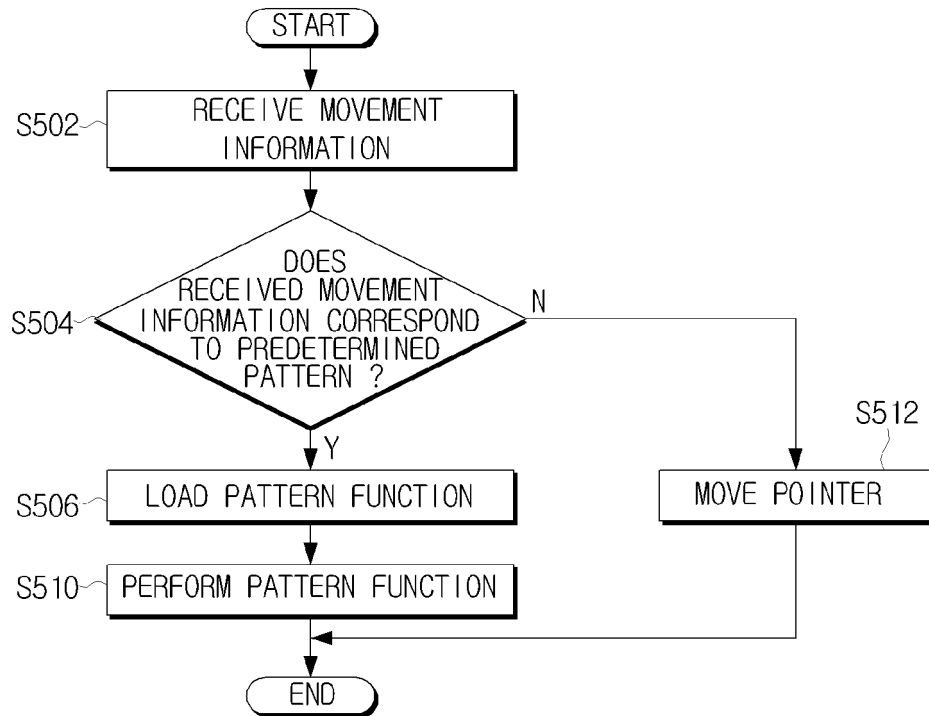 START
S502
RECEIVE MOVEMENT
INFORMATION
S504
DOES
RECEIVED MOVEMENT
INFORMATION CORRESPOND
TO PREDETERMINED
PATTERN ?
N
Y
S512
S506
LOAD PATTERN FUNCTION
MOVE POINTER
S510
PERFORM PATTERN FUNCTION
END